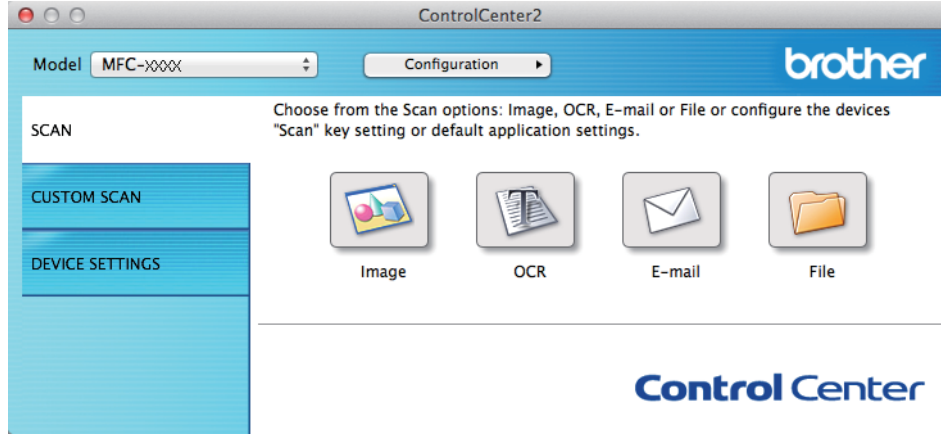 ControlCenter2
Model MFC-XXXX Configuration
brother
SCAN
CUSTOM SCAN
DEVICE SETTINGS
Choose from the Scan options: Image, OCR, E-mail or File or configure the devices
"Scan" key setting or default application settings.
Image OCR E-mail File
Control Center